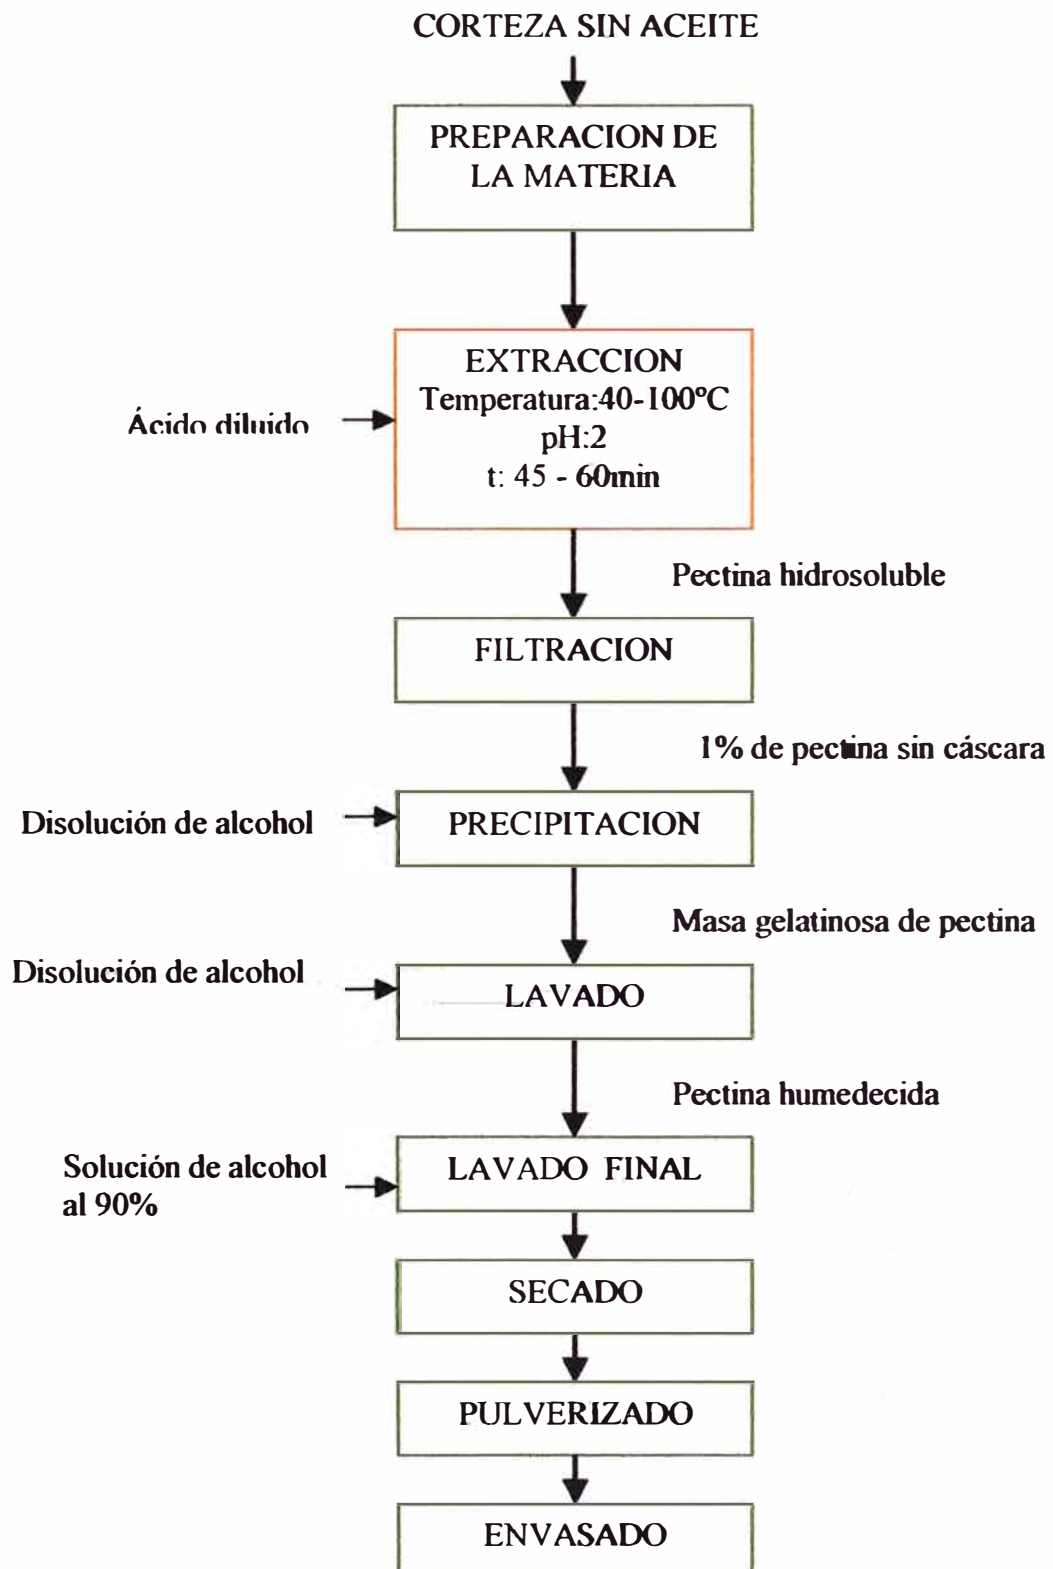 CORTEZA SIN ACEITE
PREPARACION DE
LA MATERIA
EXTRACCION
Temperatura:40-100ºC
pH:2
t: 45 - 60min
Ácido diluido
Pectina hidrosoluble
FILTRACION
1% de pectina sin cáscara
Disolución de alcohol
PRECIPITACION
Masa gelatinosa de pectina
Disolución de alcohol
LAVADO
Pectina humedecida
Solución de alcohol
al 90%
LAVADO FINAL
SECADO
PULVERIZADO
ENVASADO